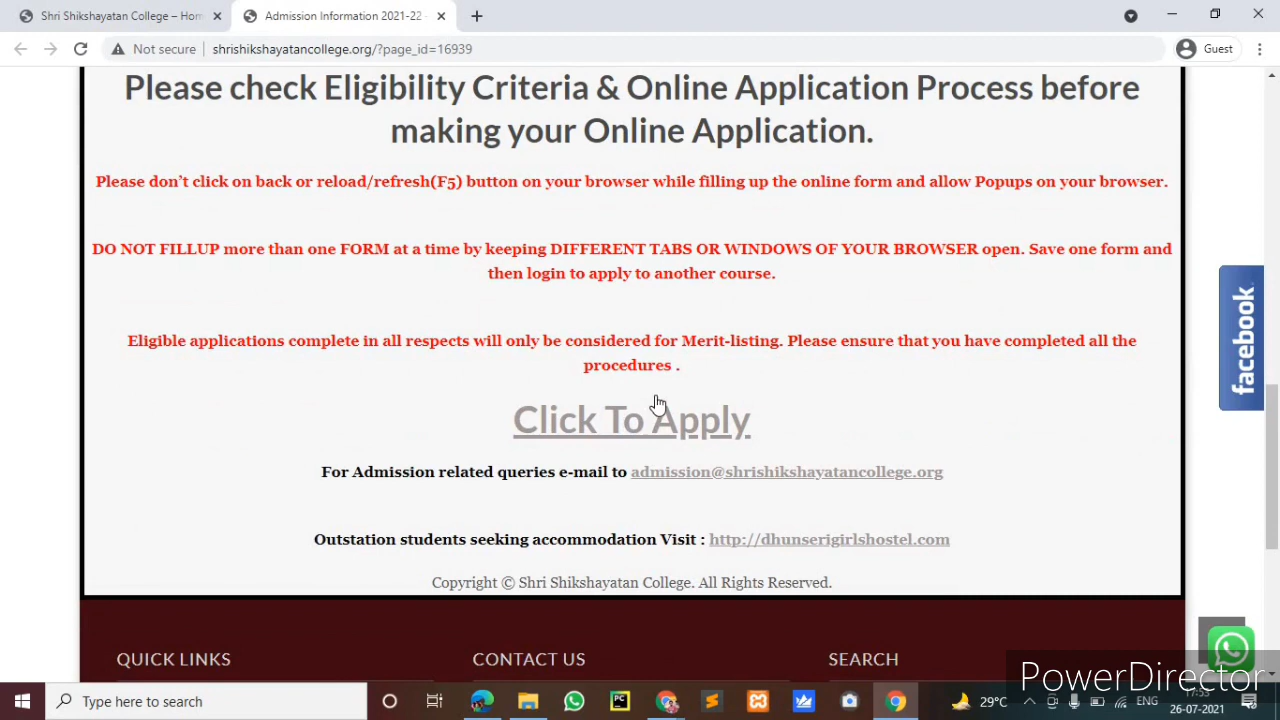 Shri Shikshayatan College – Hom
Admission Information 2021-22 -
Not secure
shrishikshayatancollege.org/?page_id=16939
Guest
Please check Eligibility Criteria & Online Application Process before
making your Online Application.
Please don't click on back or reload/refresh(F5) button on your browser while filling up the online form and allow Popups on your browser.
DO NOT FILLUP more than one FORM at a time by keeping DIFFERENT TABS OR WINDOWS OF YOUR BROWSER open. Save one form and
then login to apply to another course.
facebook
Eligible applications complete in all respects will only be considered for Merit-listing. Please ensure that you have completed all the
procedures .
Click To Apply
For Admission related queries e-mail to admission@shrishikshayatancollege.org
Outstation students seeking accommodation Visit : http://dhunserigirlshostel.com
Copyright © Shri Shikshayatan College. All Rights Reserved.
QUICK LINKS
CONTACT US
SEARCH
PowerDirector
Type here to search
PC
29°C
ENG
17:53
26-07-2021